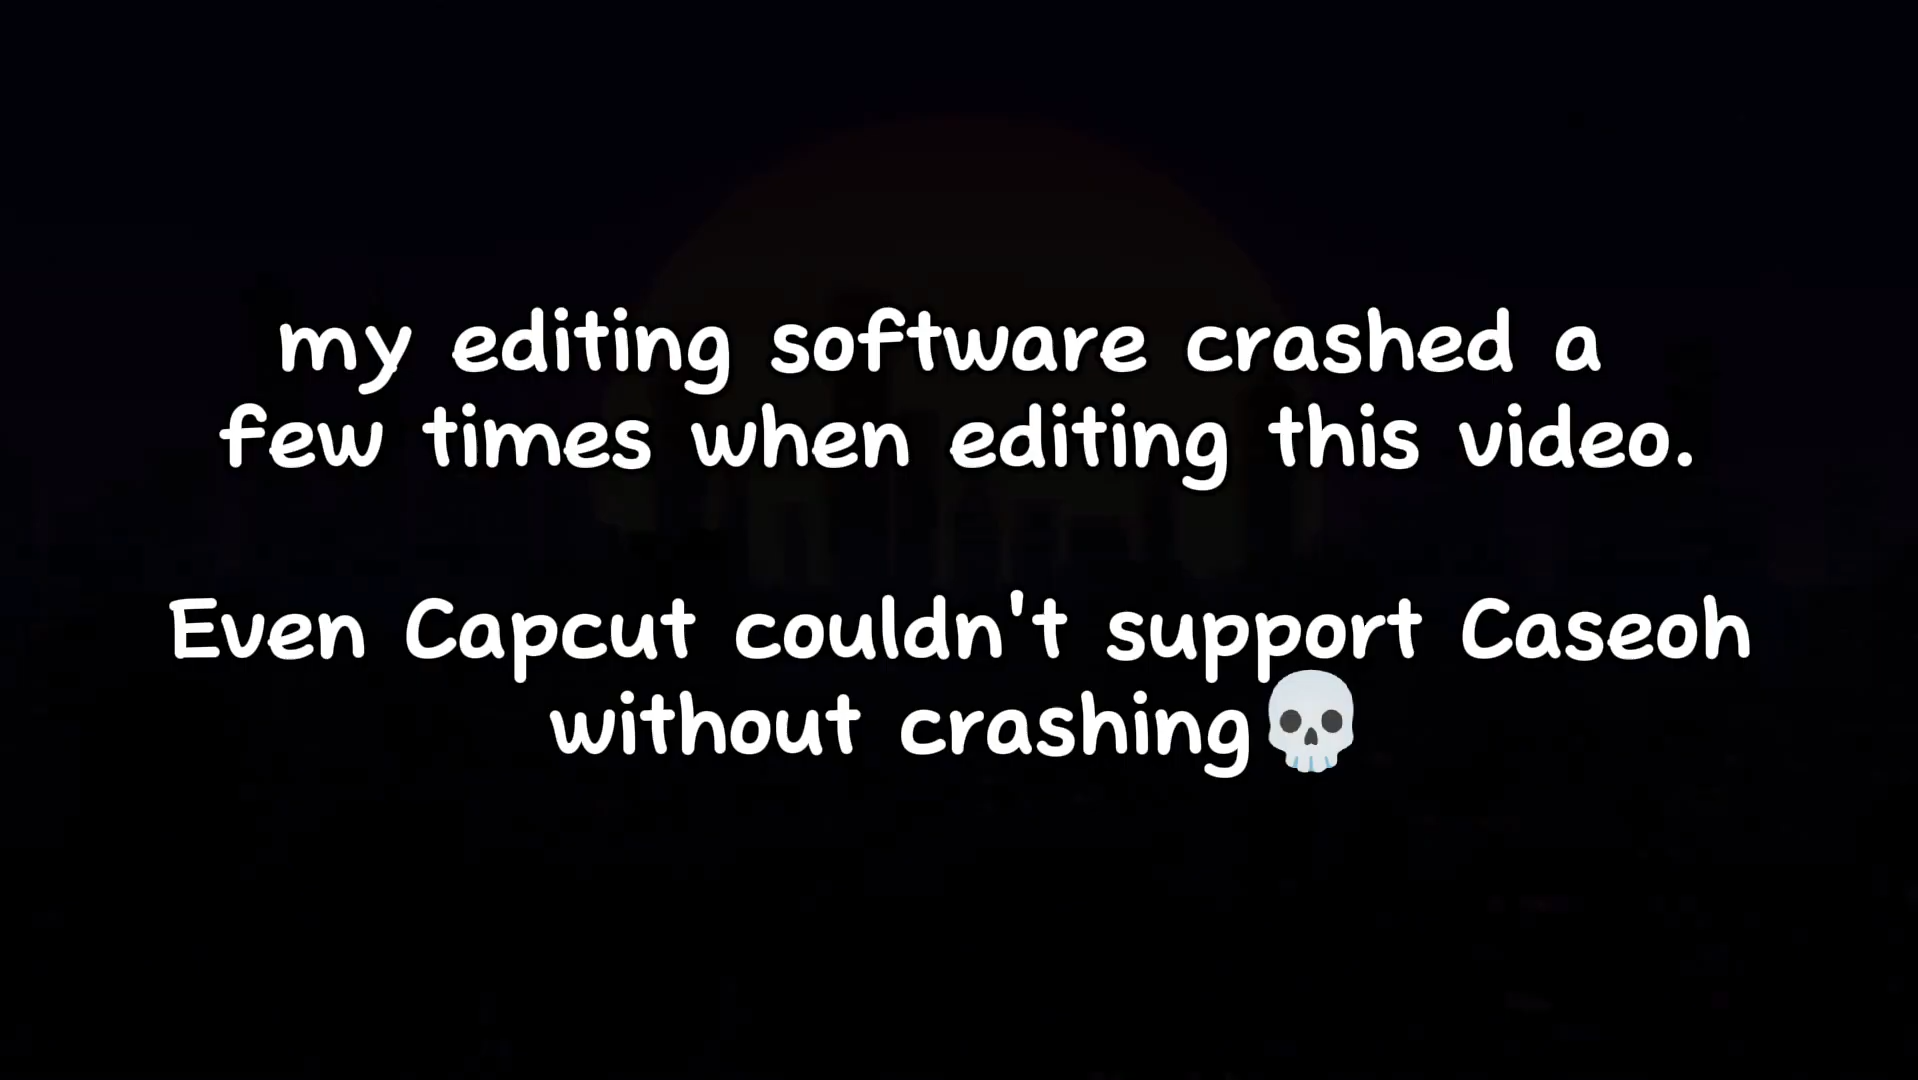 my editing software crashed a
few times when editing this video.
Even Capcut couldn't support Caseoh
without crashing💀